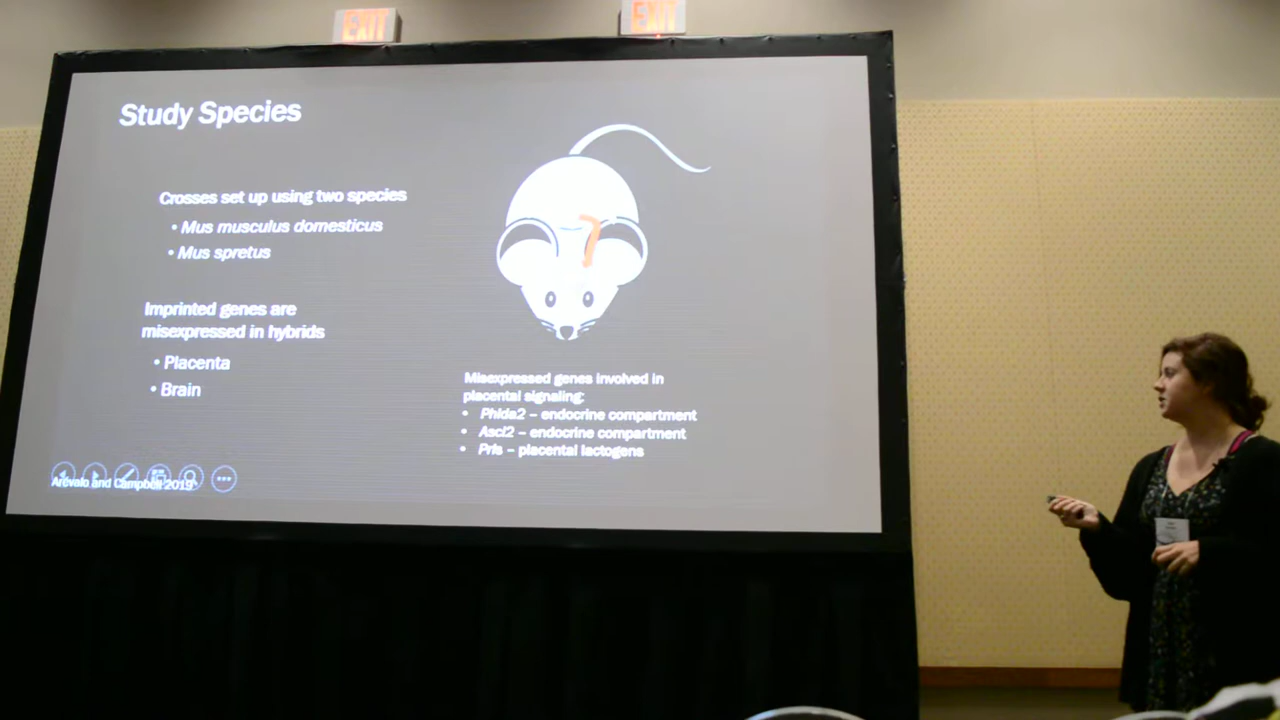 EXIT
EXIT
Study Species
Crosses set up using two species
• Mus musculus domesticus
• Mus spretus
Imprinted genes are
misexpressed in hybrids
• Placenta
• Brain
7
Misexpressed genes involved in
placental signaling:
• Phlda2 – endocrine compartment
• Ascl2 – endocrine compartment
• Prls – placental lactogens
Arévalo and Campbell 2019